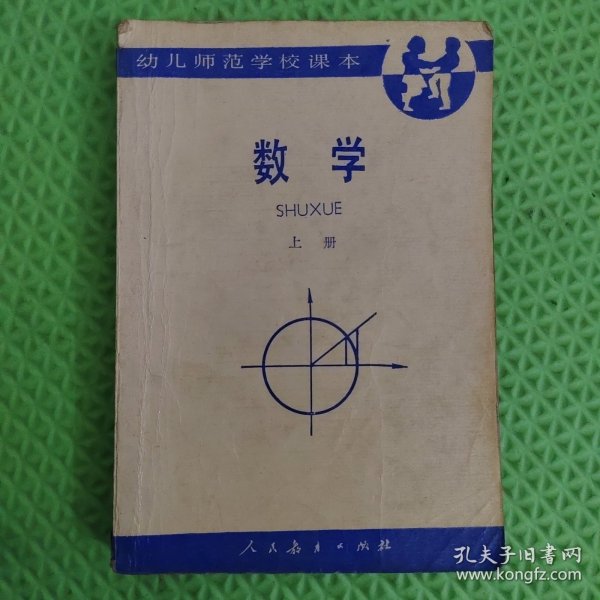 幼儿师范学校课本
数学
SHUXUE
上册
人民教育出版社
孔夫子旧书网
www.kongfz.com